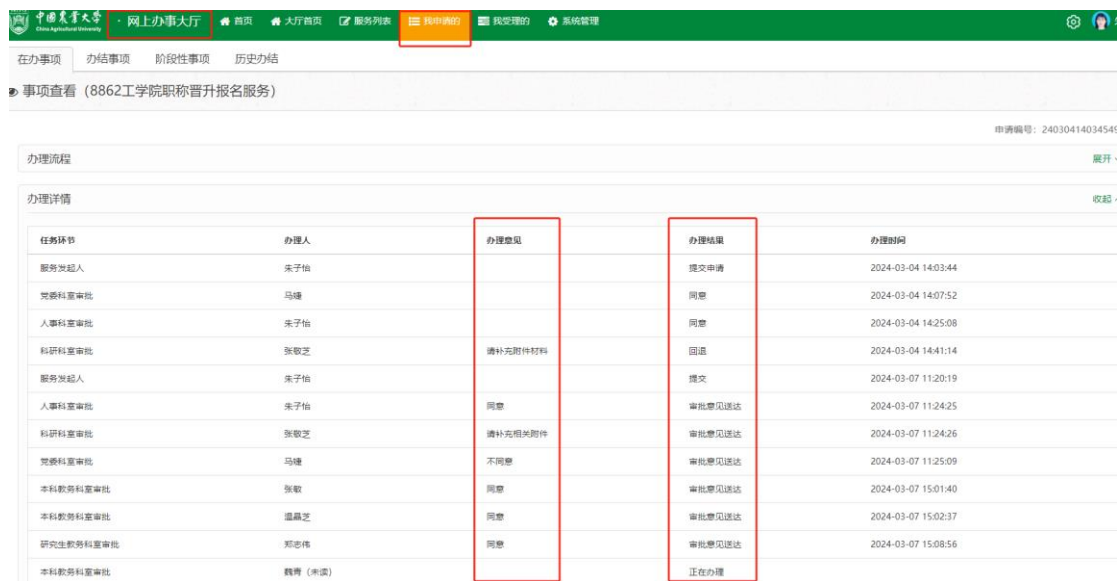 中国农业大学 China Agricultural University · 网上办事大厅 首页 大厅首页 服务列表 我申请的 我受理的 系统管理
在办事项 办结事项 阶段性事项 历史办结
事项查看（8862工学院职称晋升报名服务）
申请编号：24030414034549
办理流程 展开
办理详情 收起
任务环节 办理人 办理意见 办理结果 办理时间
服务发起人 朱子怡 提交申请 2024-03-04 14:03:44
党委科室审批 马瞳 同意 2024-03-04 14:07:52
人事科室审批 朱子怡 同意 2024-03-04 14:25:08
科研科室审批 张敬芝 请补充附件材料 回退 2024-03-04 14:41:14
服务发起人 朱子怡 提交 2024-03-07 11:20:19
人事科室审批 朱子怡 同意 审批意见送达 2024-03-07 11:24:25
科研科室审批 张敬芝 请补充相关附件 审批意见送达 2024-03-07 11:24:26
党委科室审批 不同意 审批意见送达 2024-03-07 11:25:09
本科教务科室审批 张敏 同意 审批意见送达 2024-03-07 15:01:40
本科教务科室审批 温晶芝 同意 审批意见送达 2024-03-07 15:02:37
研究生教务科室审批 郑志伟 同意 审批意见送达 2024-03-07 15:08:56
本科教务科室审批 魏青（未读） 正在办理